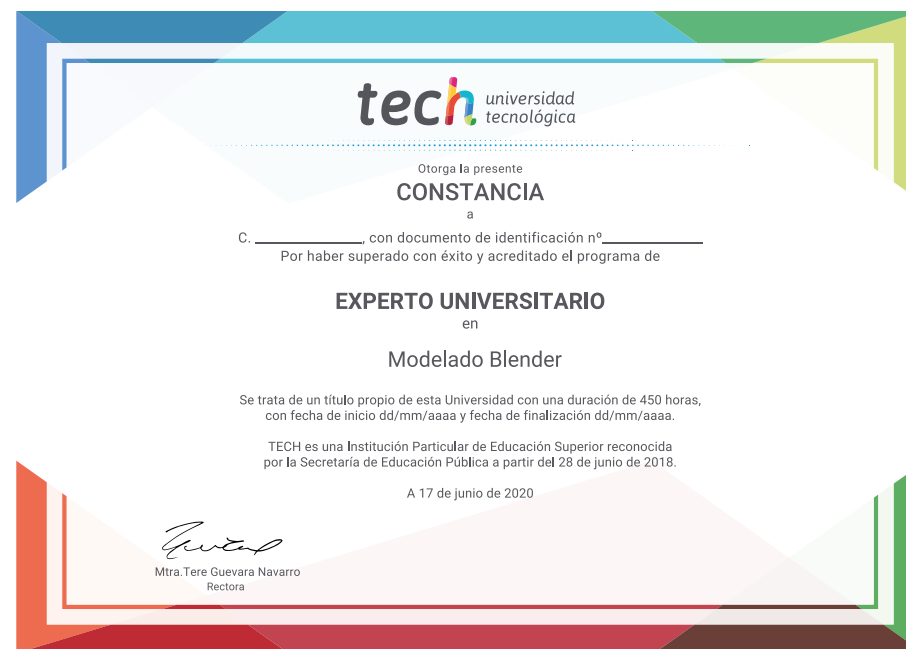 tech universidad
tecnológica
Otorga la presente
CONSTANCIA
a
C. ____________, con documento de identificación nº____________
Por haber superado con éxito y acreditado el programa de
EXPERTO UNIVERSITARIO
en
Modelado Blender
Se trata de un título propio de esta Universidad con una duración de 450 horas,
con fecha de inicio dd/mm/aaaa y fecha de finalización dd/mm/aaaa.
TECH es una Institución Particular de Educación Superior reconocida
por la Secretaría de Educación Pública a partir del 28 de junio de 2018.
A 17 de junio de 2020
Mtra.Tere Guevara Navarro
Rectora